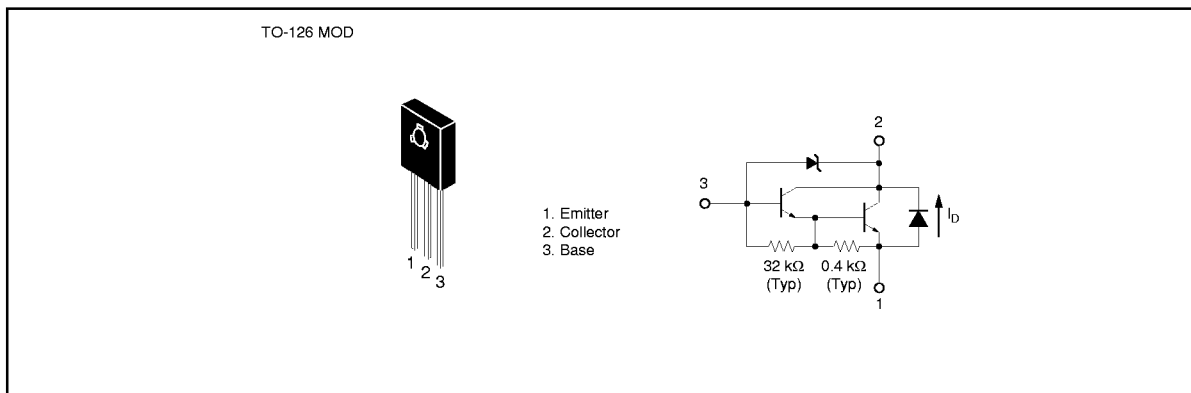 TO-126 MOD
1. Emitter
2. Collector
3. Base
1
2
3
2
3
I_D
32 kΩ
(Typ)
0.4 kΩ
(Typ)
1